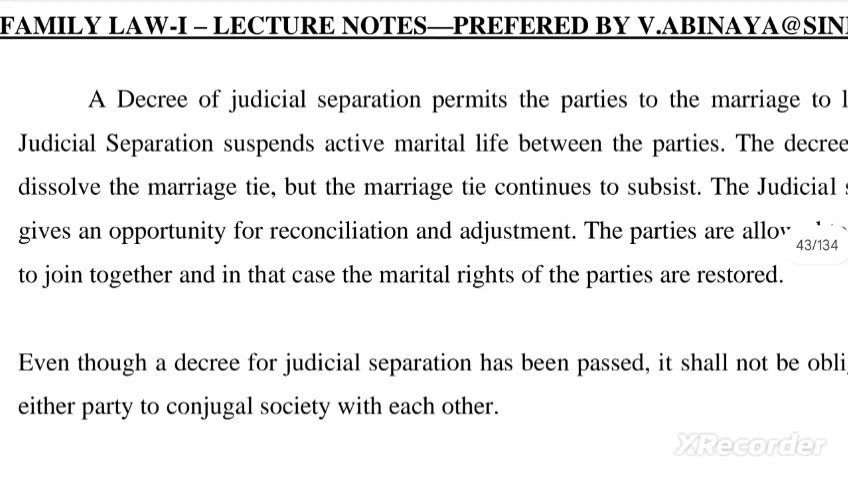 FAMILY LAW-I – LECTURE NOTES—PREFERED BY V.ABINAYA@SIN
A Decree of judicial separation permits the parties to the marriage to
Judicial Separation suspends active marital life between the parties. The decree
dissolve the marriage tie, but the marriage tie continues to subsist. The Judicial
gives an opportunity for reconciliation and adjustment. The parties are
43/134
to join together and in that case the marital rights of the parties are restored.
Even though a decree for judicial separation has been passed, it shall not be
either party to conjugal society with each other.
XRecorder